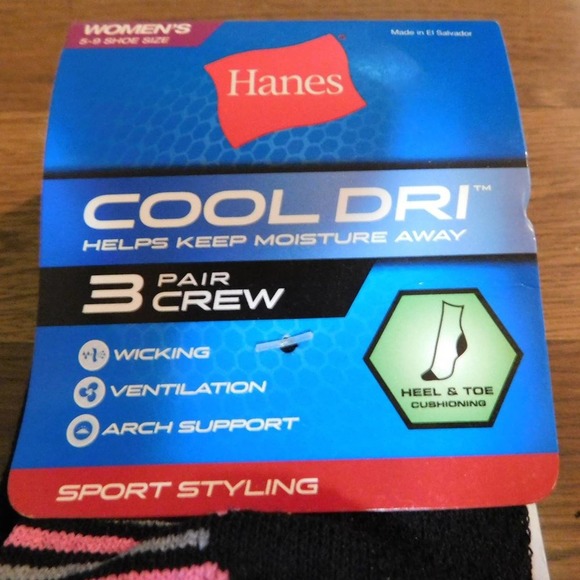 WOMEN'S
5-9 SHOE SIZE
Made in El Salvador
Hanes
COOL DRI™
HELPS KEEP MOISTURE AWAY
3 PAIR
CREW
WICKING
VENTILATION
ARCH SUPPORT
HEEL & TOE
CUSHIONING
SPORT STYLING